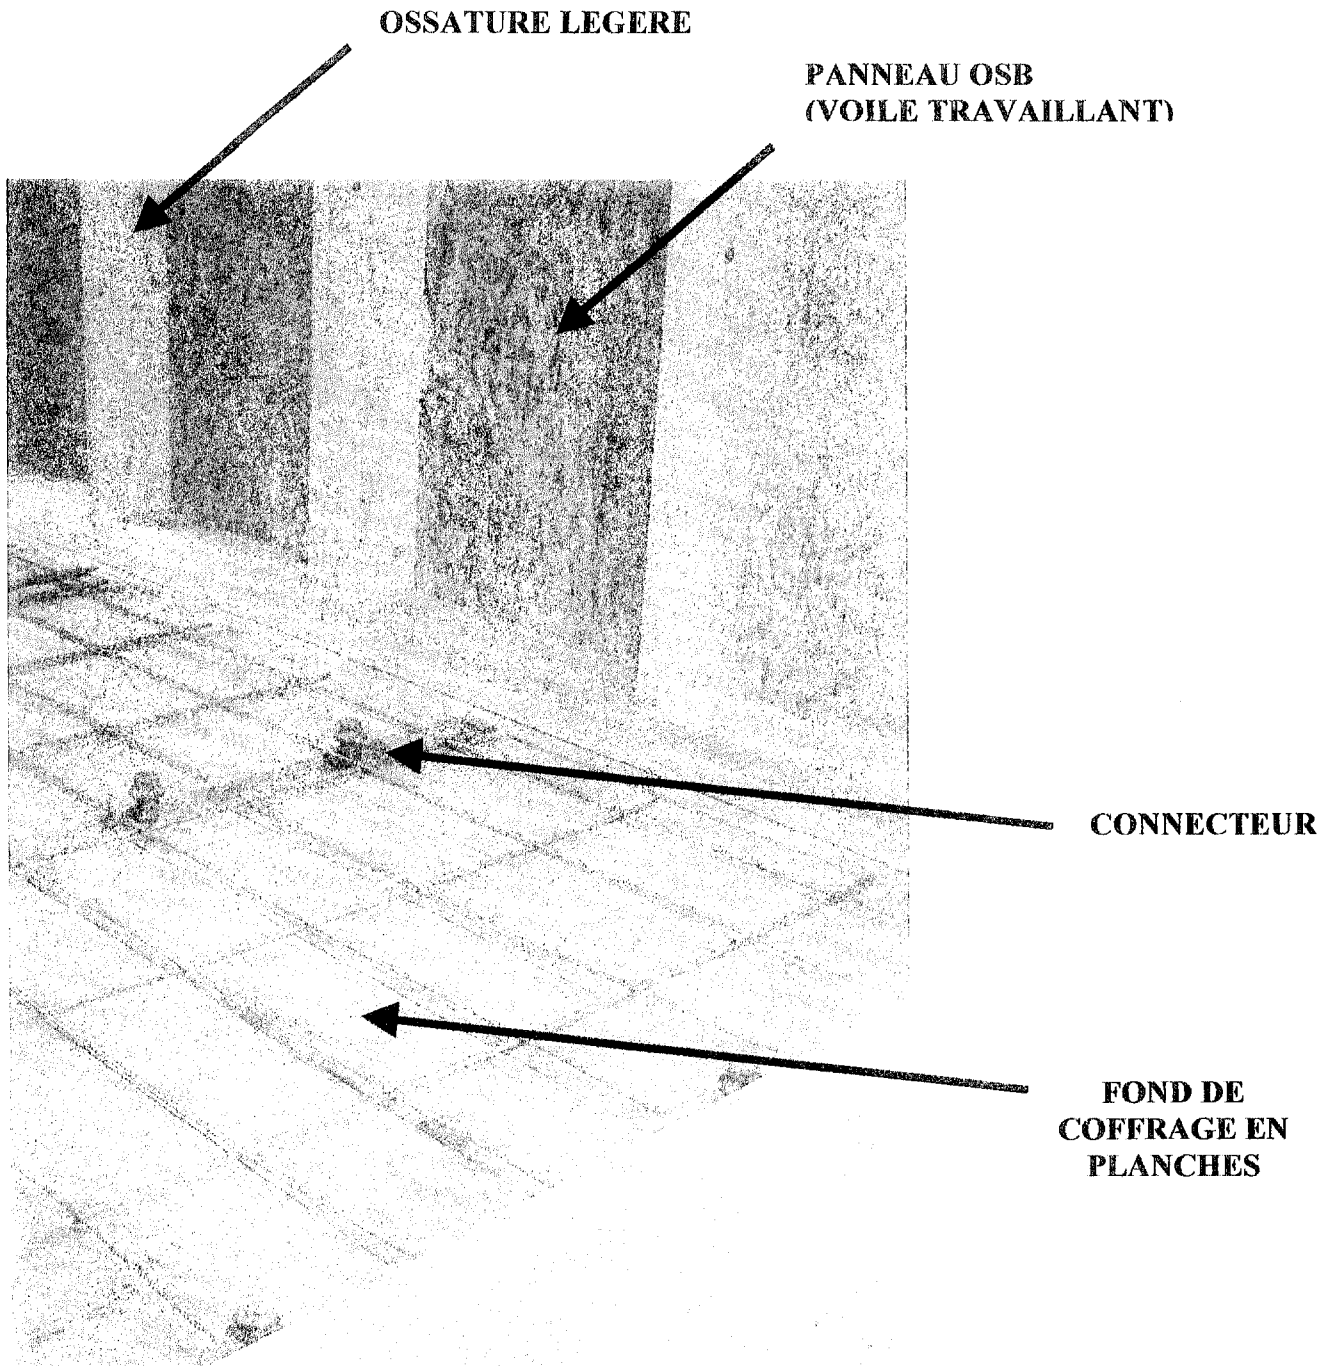 OSSATURE LEGERE
PANNEAU OSB
(VOILE TRAVAILLANT)
CONNECTEUR
FOND DE
COFFRAGE EN
PLANCHES